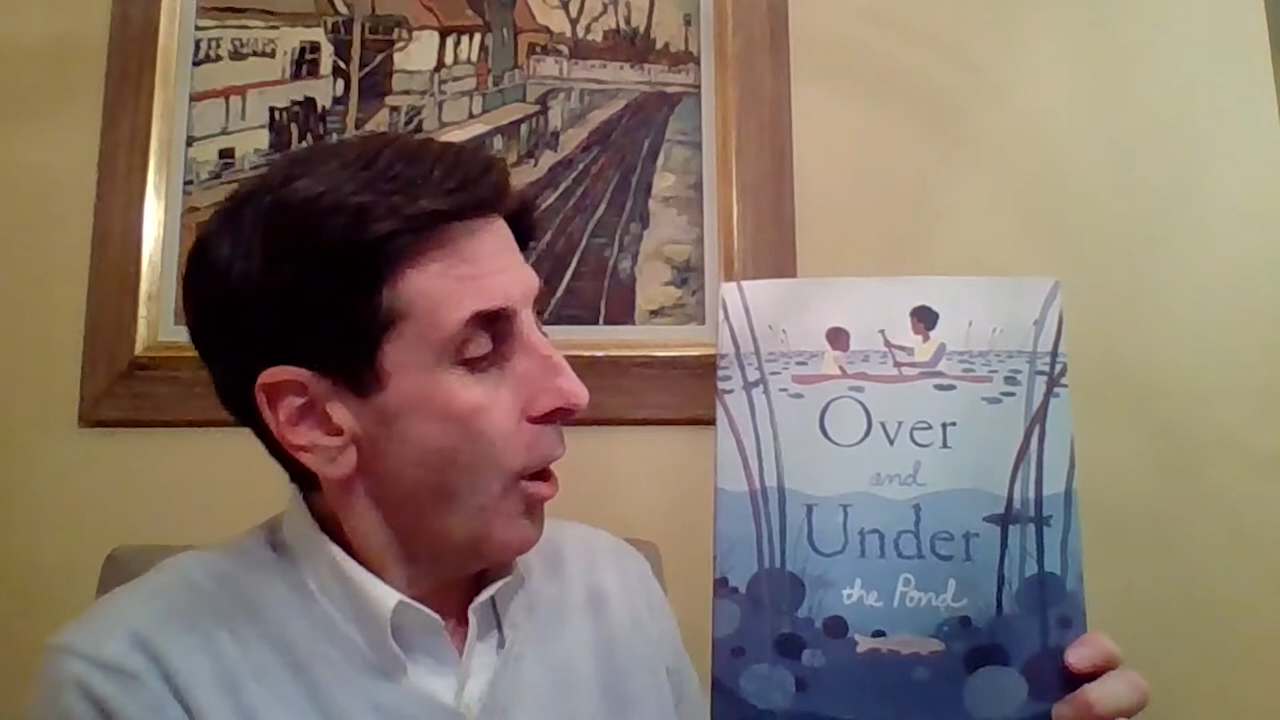 Over
and
Under
the Pond